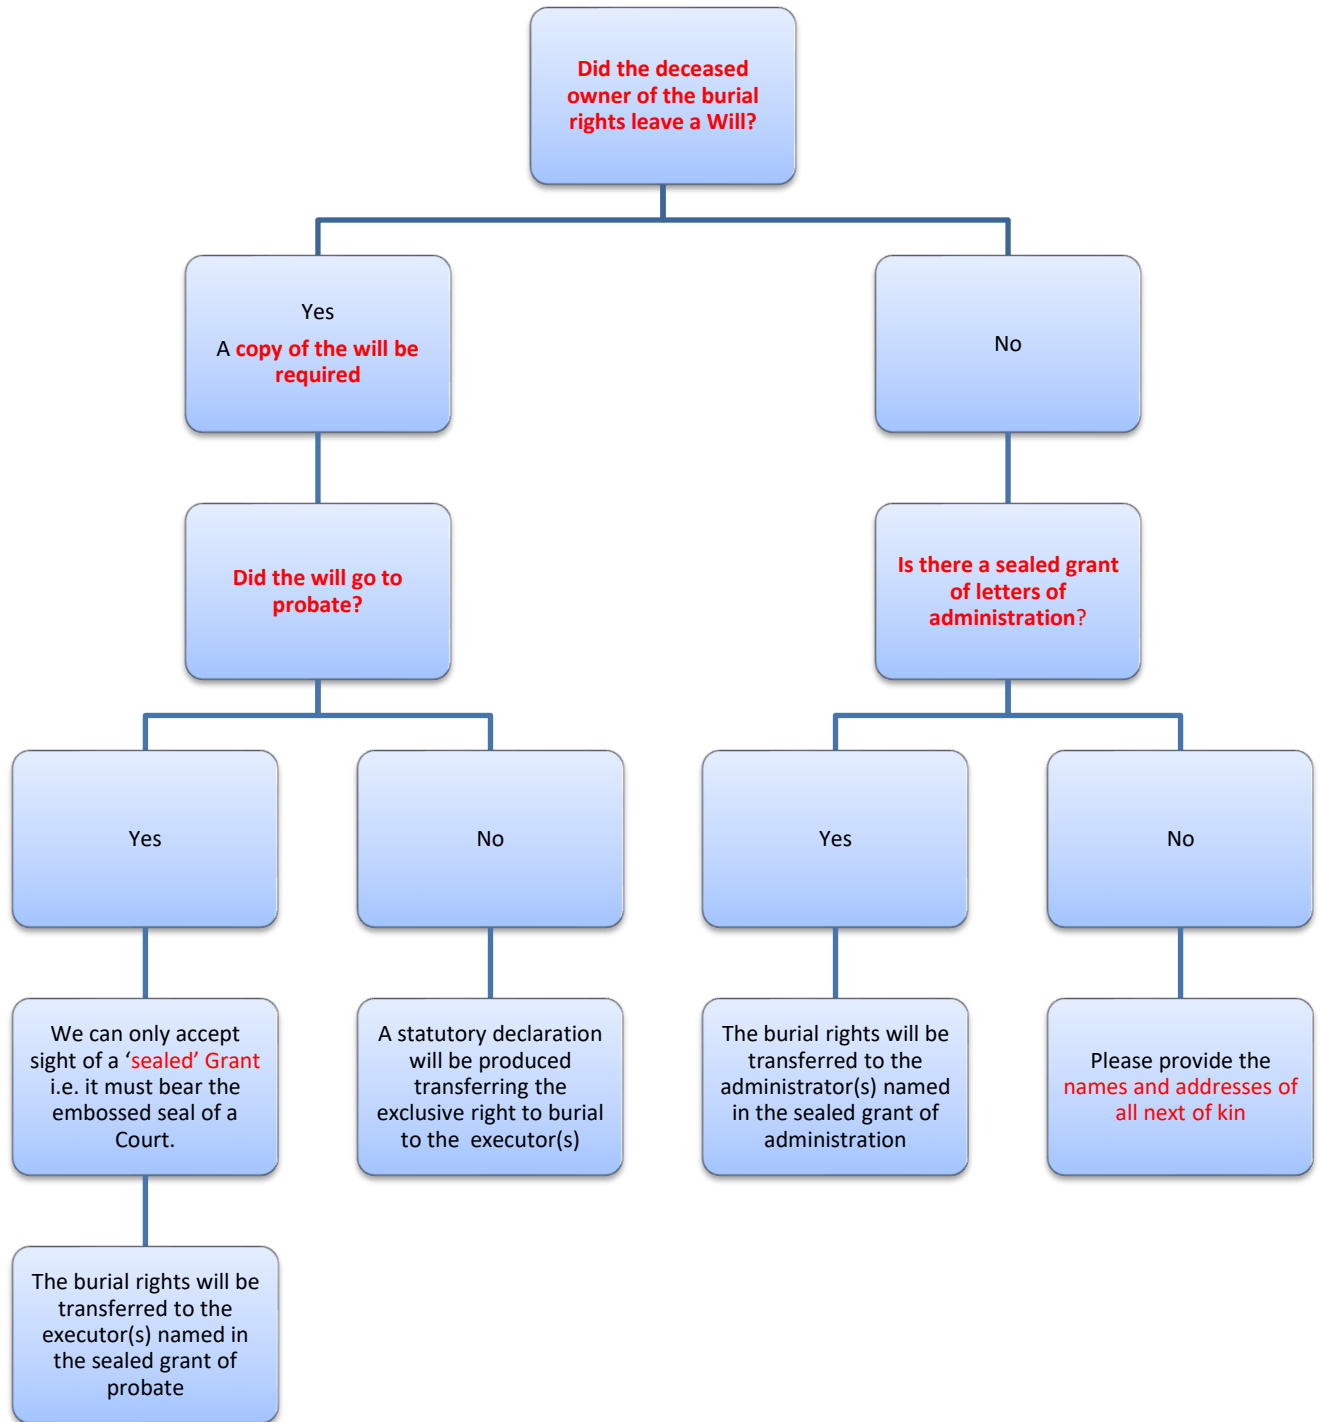 Did the deceased
owner of the burial
rights leave a Will?
Yes
A copy of the will be
required
No
Did the will go to
probate?
Is there a sealed grant
of letters of
administration?
Yes
No
Yes
No
We can only accept
sight of a ‘sealed’ Grant
i.e. it must bear the
embossed seal of a
Court.
A statutory declaration
will be produced
transferring the
exclusive right to burial
to the executor(s)
The burial rights will be
transferred to the
administrator(s) named
in the sealed grant of
administration
Please provide the
names and addresses of
all next of kin
The burial rights will be
transferred to the
executor(s) named in
the sealed grant of
probate